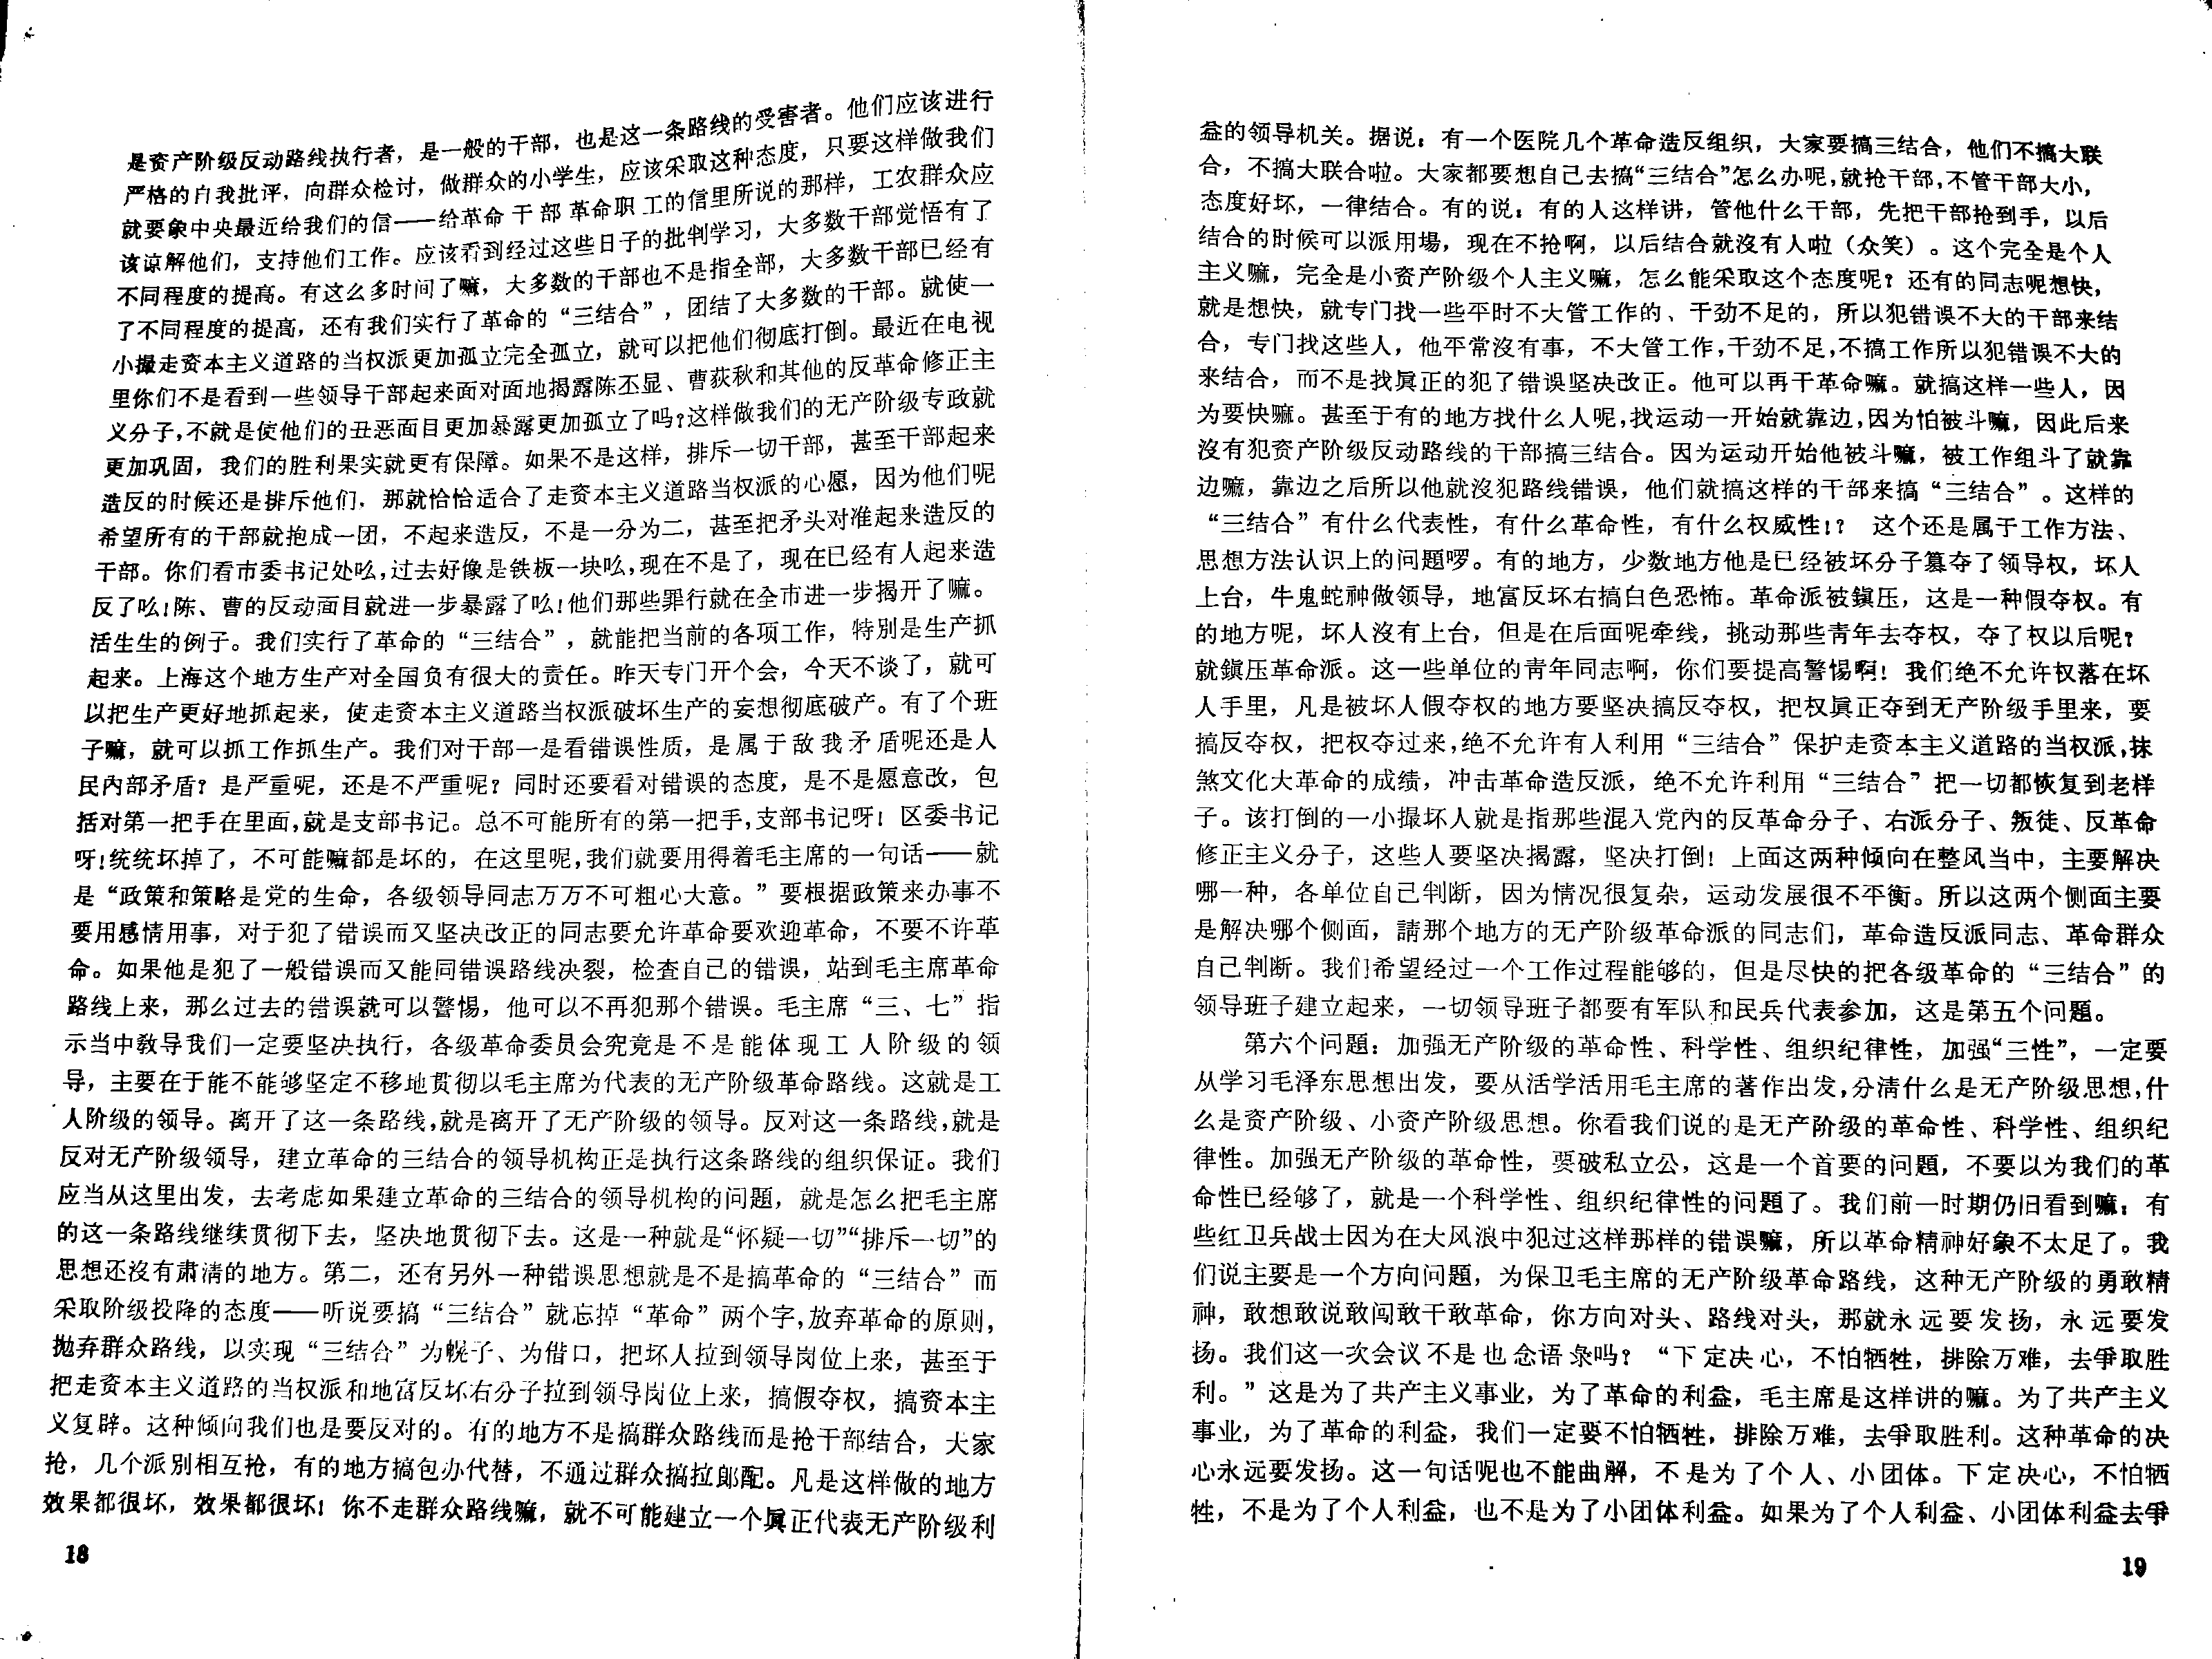 是资产阶级反动路线执行者，是一般的干部，也是这一条路线的受害者。他们应该进行
严格的自我批评，向群众检讨，做群众的小学生，应该采取这种态度，只要这样做我们
就要象中央最近给我们的信——给革命干部革命职工的信里所说的那样，工农群众应
该谅解他们，支持他们工作。应该看到经过这些日子的批判学习，大多数干部觉悟有了
不同程度的提高。有这么多时间了嘛，大多数的干部也不是指全部，大多数干部已经有
了不同程度的提高，还有我们实行了革命的“三结合”，团结了大多数的干部。就使一
小撮走资本主义道路的当权派更加孤立完全孤立，就可以把他们彻底打倒。最近在电视
里你们不是看到一些领导干部起来面对面地揭露陈丕显、曹荻秋和其他的反革命修正主
义分子，不就是使他们的丑恶面目更加暴露更加孤立了吗？这样做我们的无产阶级专政就
更加巩固，我们的胜利果实就更有保障。如果不是这样，排斥一切干部，甚至干部起来
造反的时候还是排斥他们，那就恰恰适合了走资本主义道路当权派的心愿，因为他们呢
希望所有的干部就抱成一团，不起来造反，不是一分为二，甚至把矛头对准起来造反的
干部。你们看市委书记处么，过去好像是铁板一块么，现在不是了，现在已经有人起来造
反了么！陈、曹的反动面目就进一步暴露了么！他们那些罪行就在全市进一步揭开了嘛。
活生生的例子。我们实行了革命的“三结合”，就能把当前的各项工作，特别是生产抓
起来。上海这个地方生产对全国负有很大的责任。昨天专门开个会，今天不谈了，就可
以把生产更好地抓起来，使走资本主义道路当权派破坏生产的妄想彻底破产。有了个班
子嘛，就可以抓工作抓生产。我们对干部一是看错误性质，是属于敌我矛盾呢还是人
民内部矛盾？是严重呢，还是不严重呢？同时还要看对错误的态度，是不是愿意改，包
括对第一把手在里面，就是支部书记。总不可能所有的第一把手，支部书记呀！区委书记
呀！统统坏掉了，不可能嘛都是坏的，在这里呢，我们就要用得着毛主席的一句话——就
是“政策和策略是党的生命，各级领导同志万万不可粗心大意。”要根据政策来办事不
要用感情用事，对于犯了错误而又坚决改正的同志要允许革命要欢迎革命，不要不许革
命。如果他是犯了一般错误而又能同错误路线决裂，检查自己的错误，站到毛主席革命
路线上来，那么过去的错误就可以警惕，他可以不再犯那个错误。毛主席“三、七”指
示当中教导我们一定要坚决执行，各级革命委员会究竟是不是能体现工人阶级的领
导，主要在于能不能够坚定不移地贯彻以毛主席为代表的无产阶级革命路线。这就是工
人阶级的领导。离开了这一条路线，就是离开了无产阶级的领导。反对这一条路线，就是
反对无产阶级领导，建立革命的三结合的领导机构正是执行这条路线的组织保证。我们
应当从这里出发，去考虑如果建立革命的三结合的领导机构的问题，就是怎么把毛主席
的这一条路线继续贯彻下去，坚决地贯彻下去。这是一种就是“怀疑一切”“排斥一切”的
思想还沒有肃清的地方。第二，还有另外一种错误思想就是不是搞革命的“三结合”而
采取阶级投降的态度——听说要搞“三结合”就忘掉“革命”两个字，放弃革命的原则，
抛弃群众路线，以实现“三结合”为幌子、为借口，把坏人拉到领导岗位上来，甚至于
把走资本主义道路的当权派和地富反坏右分子拉到领导岗位上来，搞假夺权，搞资本主
义复辟。这种倾向我们也是要反对的。有的地方不是搞群众路线而是抢干部结合，大家
抢，几个派别相互抢，有的地方搞包办代替，不通过群众搞拉郎配。凡是这样做的地方
效果都很坏，效果都很坏！你不走群众路线嘛，就不可能建立一个眞正代表无产阶级利
18
益的领导机关。据说：有一个医院几个革命造反组织，大家要搞三结合，他们不搞大联
合，不搞大联合啦。大家都要想自己去搞“三结合”怎么办呢，就抢干部，不管干部大小，
态度好坏，一律结合。有的说：有的人这样讲，管他什么干部，先把干部抢到手，以后
结合的时候可以派用場，现在不抢啊，以后结合就沒有人啦（众笑）。这个完全是个人
主义嘛，完全是小资产阶级个人主义嘛，怎么能采取这个态度呢？还有的同志呢想快，
就是想快，就专门找一些平时不大管工作的、干劲不足的，所以犯错误不大的干部来结
合，专门找这些人，他平常沒有事，不大管工作，干劲不足，不搞工作所以犯错误不大的
来结合，而不是找眞正的犯了错误坚决改正。他可以再干革命嘛。就搞这样一些人，因
为要快嘛。甚至于有的地方找什么人呢，找运动一开始就靠边，因为怕被斗嘛，因此后来
沒有犯资产阶级反动路线的干部搞三结合。因为运动开始他被斗嘛，被工作组斗了就靠
边嘛，靠边之后所以他就沒犯路线错误，他们就搞这样的干部来搞“三结合”。这样的
“三结合”有什么代表性，有什么革命性，有什么权威性！？ 这个还是属于工作方法、
思想方法认识上的问题啰。有的地方，少数地方他是已经被坏分子篡夺了领导权，坏人
上台，牛鬼蛇神做领导，地富反坏右搞白色恐怖。革命派被鎮压，这是一种假夺权。有
的地方呢，坏人沒有上台，但是在后面呢牵线，挑动那些青年去夺权，夺了权以后呢？
就鎮压革命派。这一些单位的青年同志啊，你们要提高警惕啊！我们绝不允许权落在坏
人手里，凡是被坏人假夺权的地方要坚决搞反夺权，把权眞正夺到无产阶级手里来，要
搞反夺权，把权夺过来，绝不允许有人利用“三结合”保护走资本主义道路的当权派，抹
煞文化大革命的成绩，冲击革命造反派，绝不允许利用“三结合”把一切都恢复到老样
子。该打倒的一小撮坏人就是指那些混入党内的反革命分子、右派分子、叛徒、反革命
修正主义分子，这些人要坚决揭露，坚决打倒！上面这两种倾向在整风当中，主要解决
哪一种，各单位自己判断，因为情况很复杂，运动发展很不平衡。所以这两个侧面主要
是解决哪个侧面，請那个地方的无产阶级革命派的同志们，革命造反派同志、革命群众
自己判断。我们希望经过一个工作过程能够的，但是尽快的把各级革命的“三结合”的
领导班子建立起来，一切领导班子都要有军队和民兵代表参加，这是第五个问题。
第六个问题：加强无产阶级的革命性、科学性、组织纪律性，加强“三性”，一定要
从学习毛泽东思想出发，要从活学活用毛主席的著作出发，分清什么是无产阶级思想，什
么是资产阶级、小资产阶级思想。你看我们说的是无产阶级的革命性、科学性、组织纪
律性。加强无产阶级的革命性，要破私立公，这是一个首要的问题，不要以为我们的革
命性已经够了，就是一个科学性、组织纪律性的问题了。我们前一时期仍旧看到嘛：有
些红卫兵战士因为在大风浪中犯过这样那样的错误嘛，所以革命精神好象不太足了。我
们说主要是一个方向问题，为保卫毛主席的无产阶级革命路线，这种无产阶级的勇敢精
神，敢想敢说敢闯敢干敢革命，你方向对头、路线对头，那就永远要发扬，永远要发
扬。我们这一次会议不是也念语录吗？“下定决心，不怕牺牲，排除万难，去爭取胜
利。”这是为了共产主义事业，为了革命的利益，毛主席是这样讲的嘛。为了共产主义
事业，为了革命的利益，我们一定要不怕牺牲，排除万难，去爭取胜利。这种革命的决
心永远要发扬。这一句话呢也不能曲解，不是为了个人、小团体。下定决心，不怕牺
牲，不是为了个人利益，也不是为了小团体利益。如果为了个人利益、小团体利益去爭
19